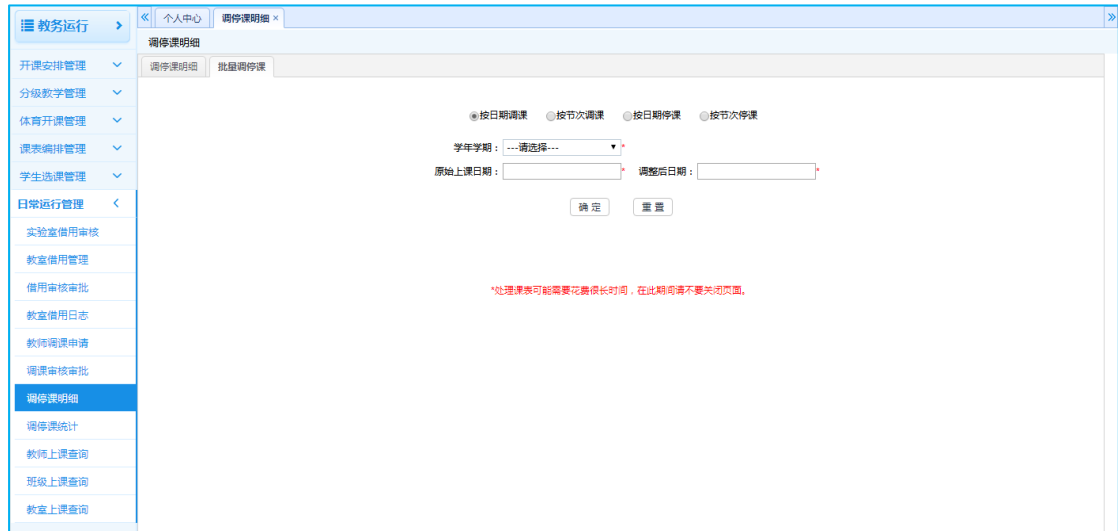 教务运行
开课安排管理
分级教学管理
体育开课管理
课表编排管理
学生选课管理
日常运行管理
实验室借用审核
教室借用管理
借用审核审批
教室借用日志
教师调课申请
调课审核审批
调停课明细
调停课统计
教师上课查询
班级上课查询
教室上课查询
个人中心 调停课明细 ×
调停课明细
调停课明细 批量调停课
按日期调课 按节次调课 按日期停课 按节次停课
学年学期： ---请选择--- *
原始上课日期： * 调整后日期： *
确 定 重 置
*处理课表可能需要花费很长时间，在此期间请不要关闭页面。